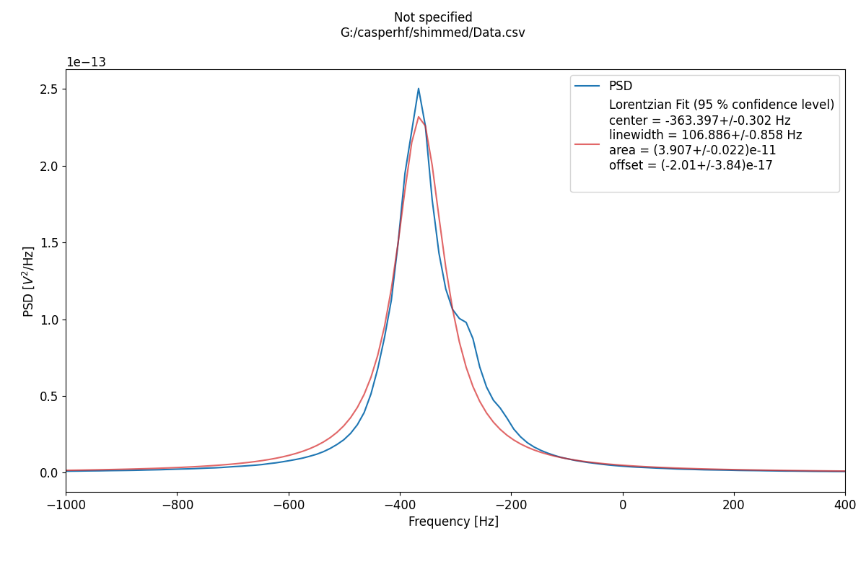 Not specified
G:/casperhf/shimmed/Data.csv
1e−13
PSD
Lorentzian Fit (95 % confidence level)
center = -363.397+/-0.302 Hz
linewidth = 106.886+/-0.858 Hz
area = (3.907+/-0.022)e-11
offset = (-2.01+/-3.84)e-17
2.5
2.0
1.5
1.0
0.5
0.0
PSD [V²/Hz]
−1000 −800 −600 −400 −200 0 200 400
Frequency [Hz]